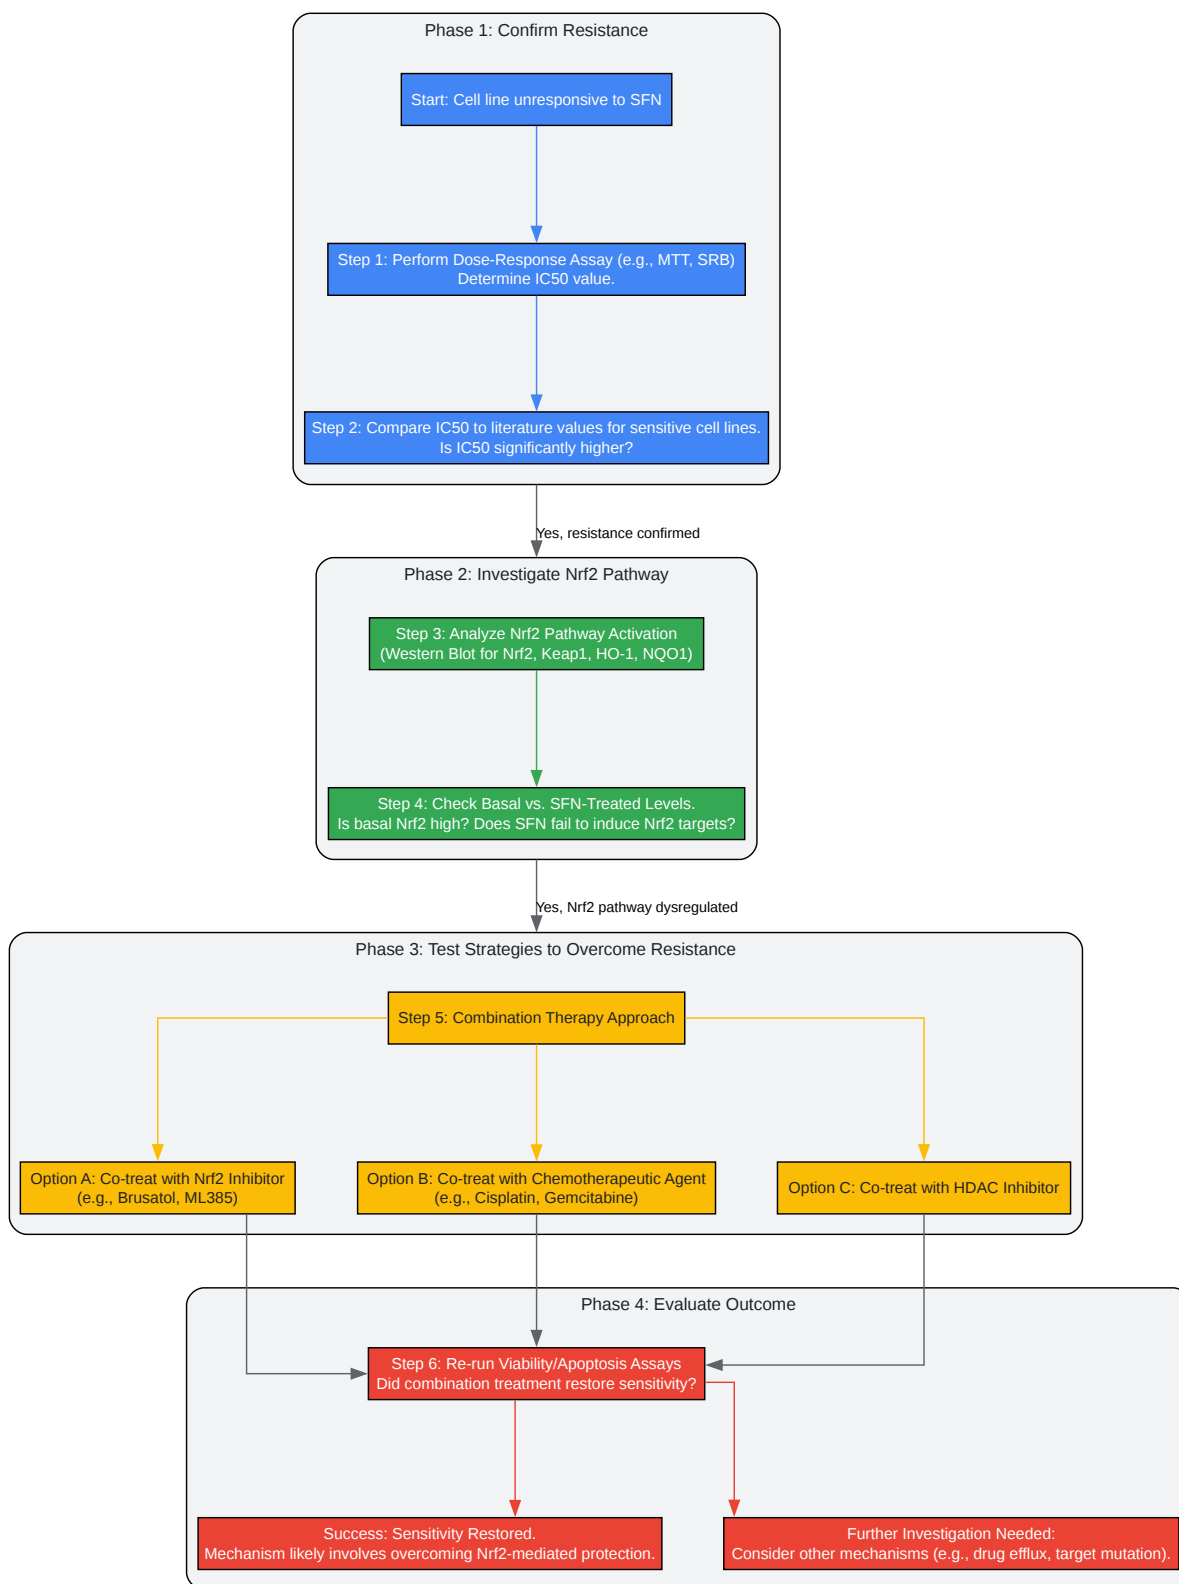 Phase 1: Confirm Resistance
Start: Cell line unresponsive to SFN
Step 1: Perform Dose-Response Assay (e.g., MTT, SRB)
Determine IC50 value.
Step 2: Compare IC50 to literature values for sensitive cell lines.
Is IC50 significantly higher?
Yes, resistance confirmed
Phase 2: Investigate Nrf2 Pathway
Step 3: Analyze Nrf2 Pathway Activation
(Western Blot for Nrf2, Keap1, HO-1, NQO1)
Step 4: Check Basal vs. SFN-Treated Levels.
Is basal Nrf2 high? Does SFN fail to induce Nrf2 targets?
Yes, Nrf2 pathway dysregulated
Phase 3: Test Strategies to Overcome Resistance
Step 5: Combination Therapy Approach
Option A: Co-treat with Nrf2 Inhibitor
(e.g., Brusatol, ML385)
Option B: Co-treat with Chemotherapeutic Agent
(e.g., Cisplatin, Gemcitabine)
Option C: Co-treat with HDAC Inhibitor
Phase 4: Evaluate Outcome
Step 6: Re-run Viability/Apoptosis Assays
Did combination treatment restore sensitivity?
Success: Sensitivity Restored.
Mechanism likely involves overcoming Nrf2-mediated protection.
Further Investigation Needed:
Consider other mechanisms (e.g., drug efflux, target mutation).